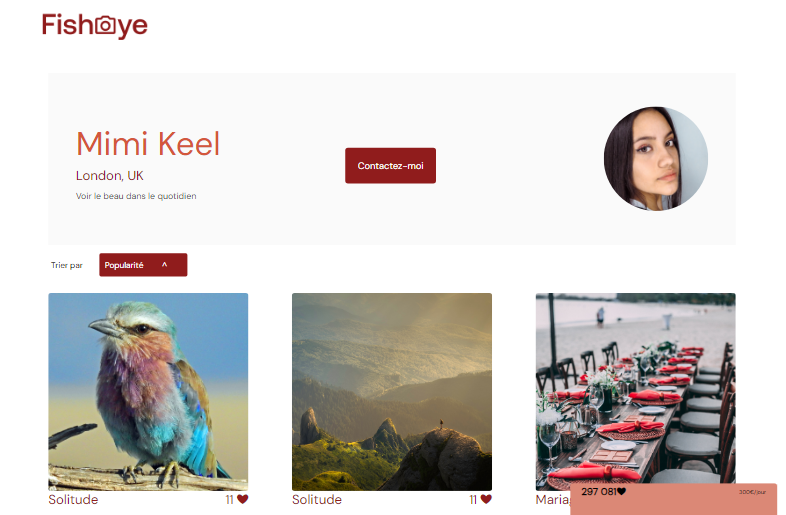 Fisheye
Mimi Keel
London, UK
Voir le beau dans le quotidien
Contactez-moi
Trier par
Popularité ^
Solitude 11
Solitude 11
Maria
297 081
300€/jour